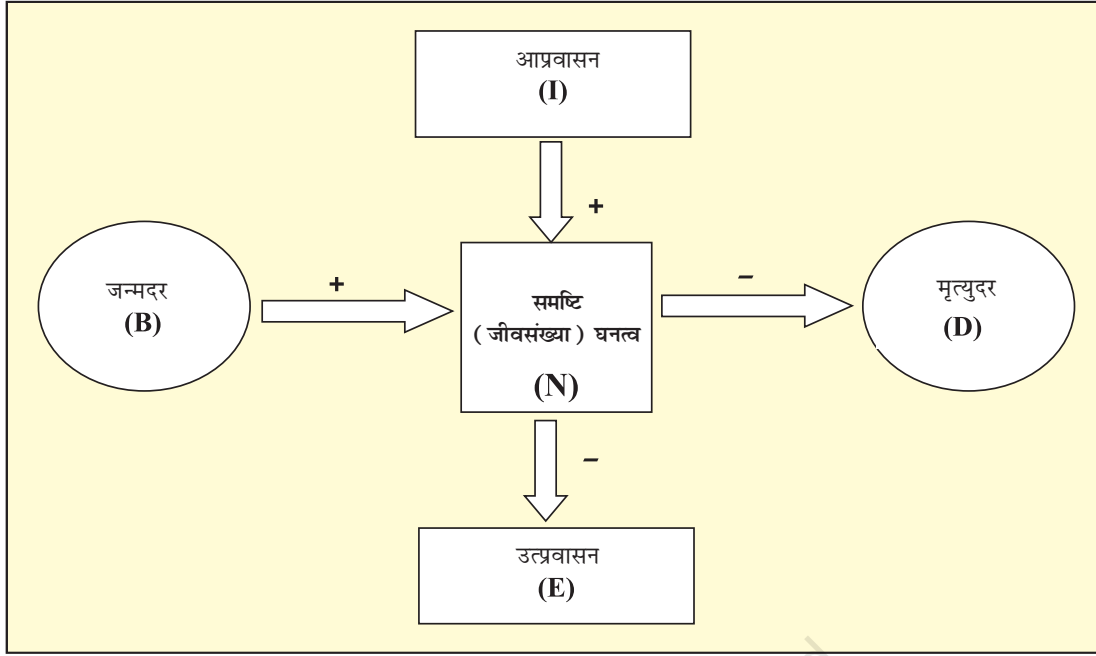 आप्रवासन
(I)
+
जन्मदर
(B)
+
समष्टि
( जीवसंख्या ) घनत्व
(N)
–
मृत्युदर
(D)
–
उत्प्रवासन
(E)